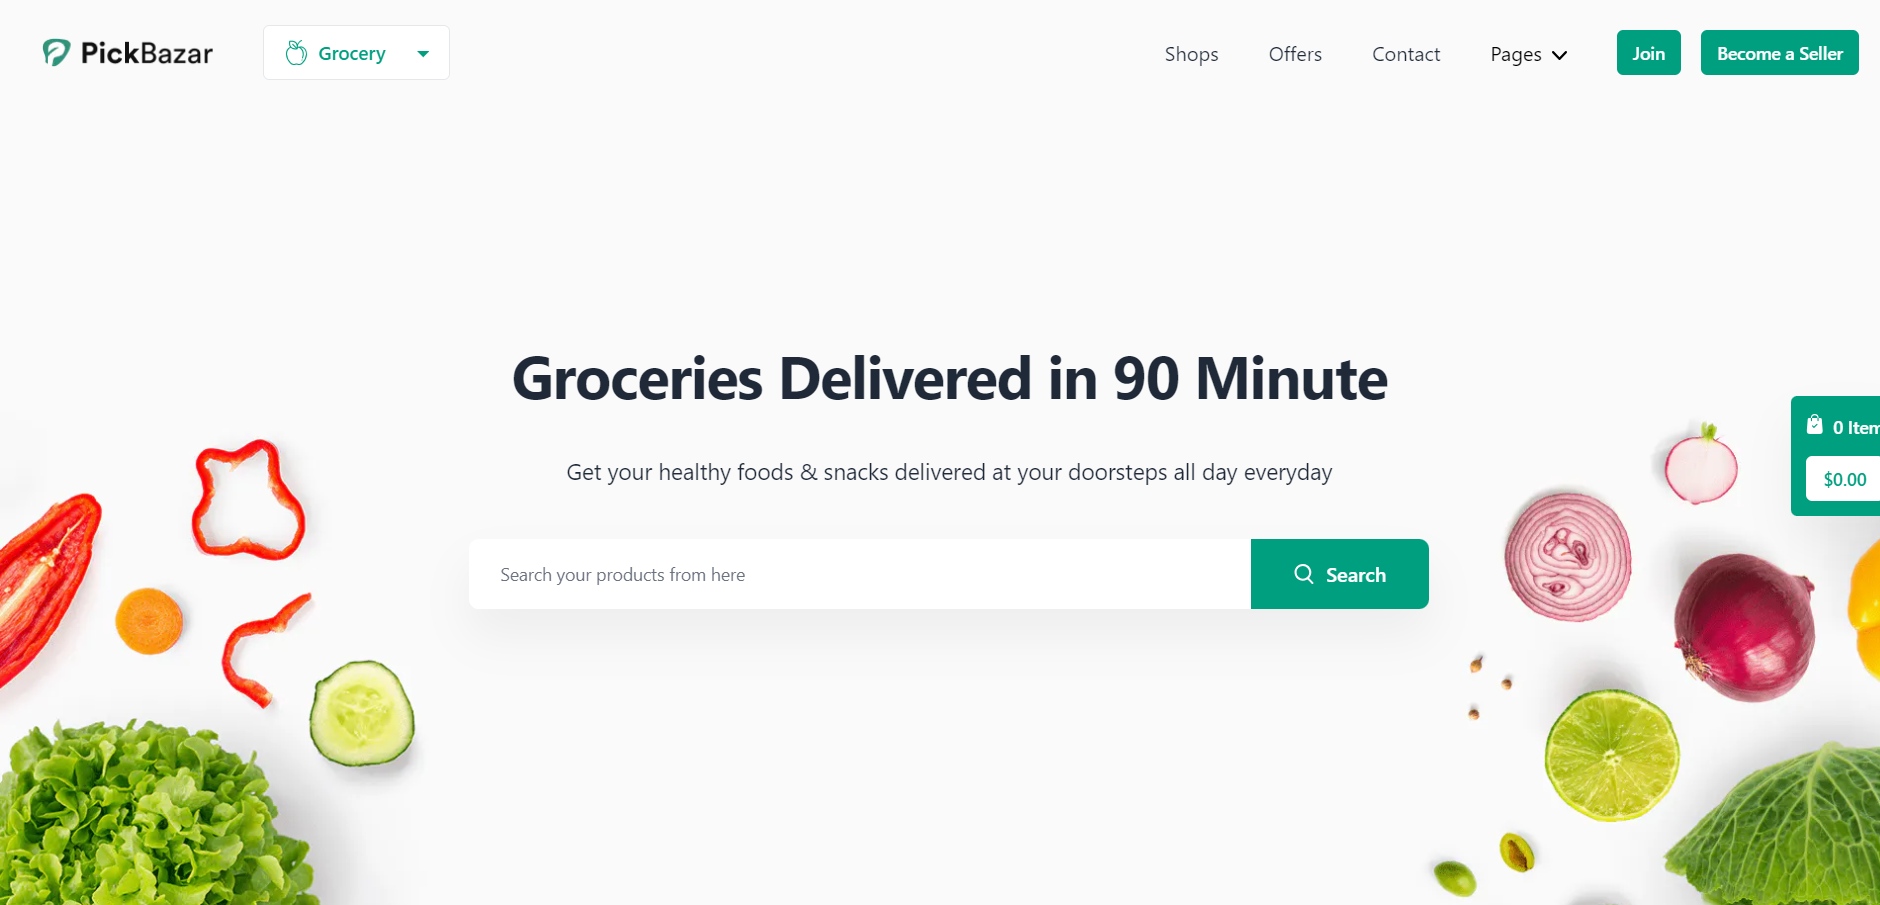 PickBazar
Grocery
Shops
Offers
Contact
Pages
Join
Become a Seller
Groceries Delivered in 90 Minute
Get your healthy foods & snacks delivered at your doorsteps all day everyday
Search your products from here
Search
0 Item
$0.00